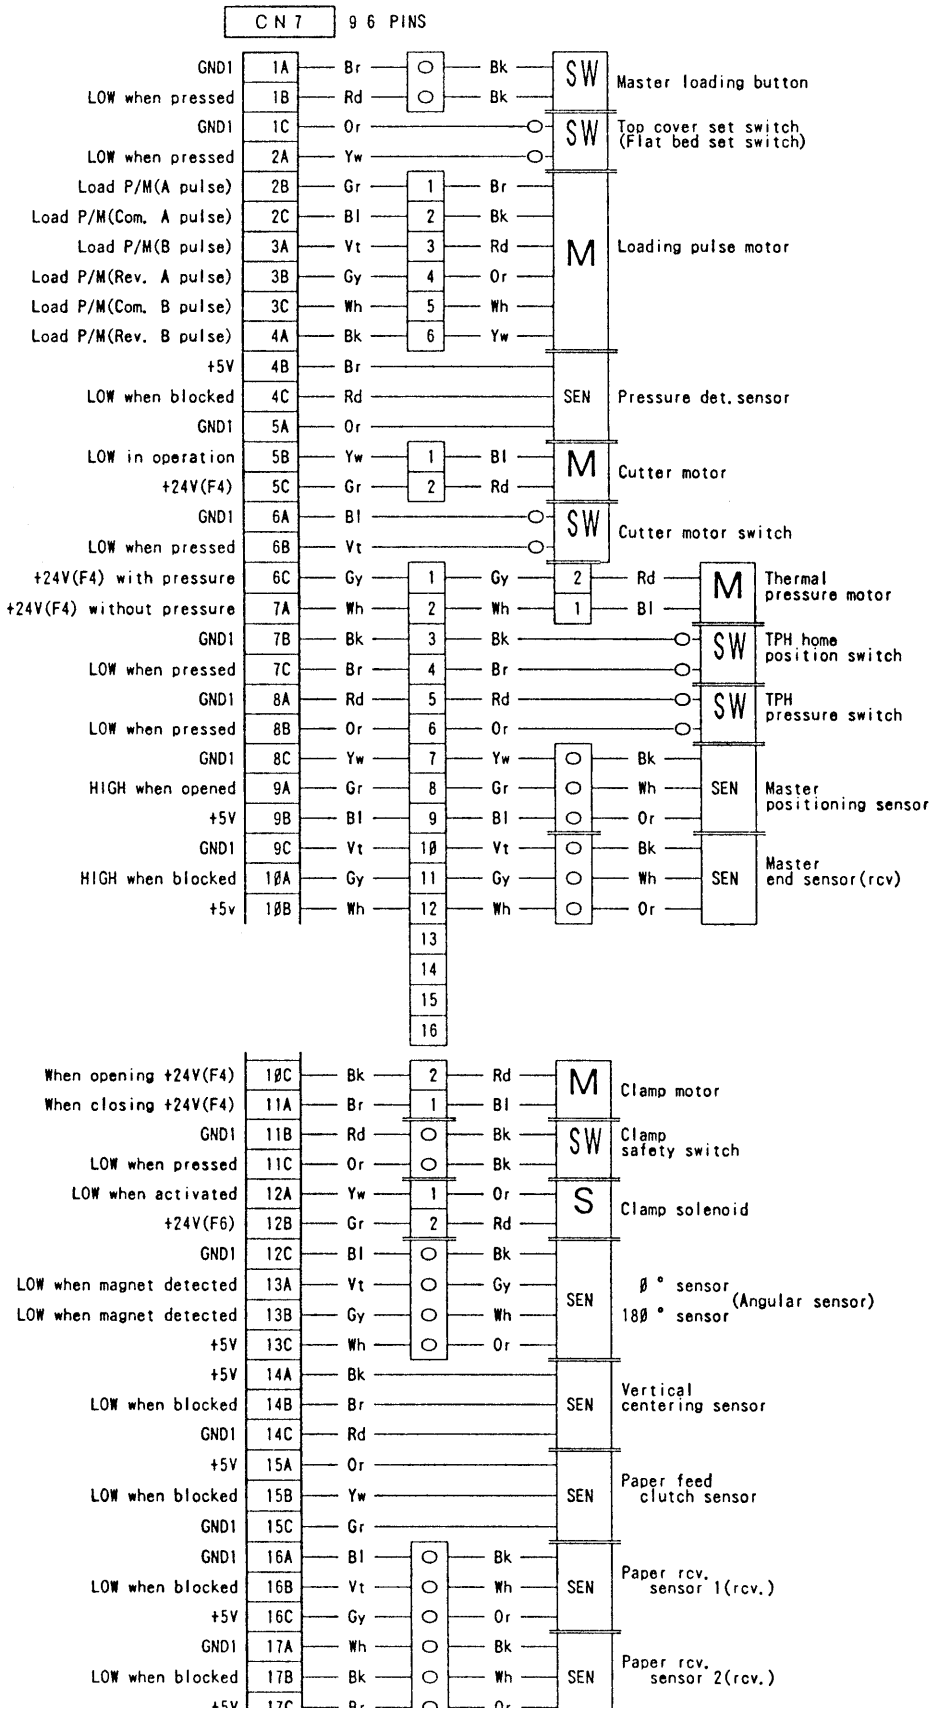 CN7 96 PINS
GND1 1A Br Bk SW Master loading button
LOW when pressed 1B Rd Bk
GND1 1C Or SW Top cover set switch
(Flat bed set switch)
LOW when pressed 2A Yw
Load P/M(A pulse) 2B Gr 1 Br
Load P/M(Com. A pulse) 2C Bl 2 Bk
Load P/M(B pulse) 3A Vt 3 Rd M Loading pulse motor
Load P/M(Rev. A pulse) 3B Gy 4 Or
Load P/M(Com. B pulse) 3C Wh 5 Wh
Load P/M(Rev. B pulse) 4A Bk 6 Yw
+5V 4B Br
LOW when blocked 4C Rd SEN Pressure det.sensor
GND1 5A Or
LOW in operation 5B Yw 1 Bl M Cutter motor
+24V(F4) 5C Gr 2 Rd
GND1 6A Bl SW Cutter motor switch
LOW when pressed 6B Vt
+24V(F4) with pressure 6C Gy 1 Gy 2 Rd M Thermal
pressure motor
+24V(F4) without pressure 7A Wh 2 Wh 1 Bl
GND1 7B Bk 3 Bk SW TPH home
position switch
LOW when pressed 7C Br 4 Br
GND1 8A Rd 5 Rd SW TPH
pressure switch
LOW when pressed 8B Or 6 Or
GND1 8C Yw 7 Yw Bk
HIGH when opened 9A Gr 8 Gr Wh SEN Master
positioning sensor
+5V 9B Bl 9 Bl Or
GND1 9C Vt 10 Vt Bk
HIGH when blocked 10A Gy 11 Gy Wh SEN Master
end sensor(rcv)
+5v 10B Wh 12 Wh Or
13
14
15
16
When opening +24V(F4) 10C Bk 2 Rd M Clamp motor
When closing +24V(F4) 11A Br 1 Bl
GND1 11B Rd Bk SW Clamp
safety switch
LOW when pressed 11C Or Bk
LOW when activated 12A Yw 1 Or S Clamp solenoid
+24V(F6) 12B Gr 2 Rd
GND1 12C Bl Bk
LOW when magnet detected 13A Vt Gy SEN 0° sensor
(Angular sensor)
LOW when magnet detected 13B Gy Wh 180° sensor
+5V 13C Wh Or
+5V 14A Bk
LOW when blocked 14B Br SEN Vertical
centering sensor
GND1 14C Rd
+5V 15A Or
LOW when blocked 15B Yw SEN Paper feed
clutch sensor
GND1 15C Gr
GND1 16A Bl Bk
LOW when blocked 16B Vt Wh SEN Paper rcv.
sensor 1(rcv.)
+5V 16C Gy Or
GND1 17A Wh Bk
LOW when blocked 17B Bk Wh SEN Paper rcv.
sensor 2(rcv.)
+5V 17C Br Or